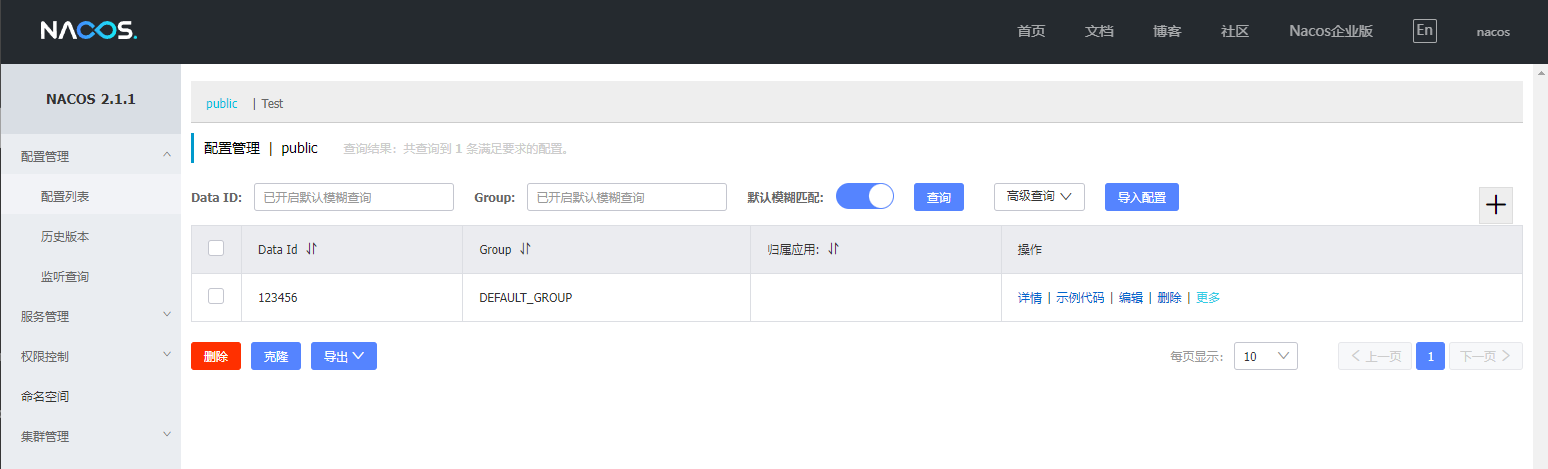 NACOS. 首页 文档 博客 社区 Nacos企业版 En nacos
NACOS 2.1.1
配置管理
配置列表
历史版本
监听查询
服务管理
权限控制
命名空间
集群管理
public | Test
配置管理 | public 查询结果：共查询到 1 条满足要求的配置。
Data ID: 已开启默认模糊查询 Group: 已开启默认模糊查询 默认模糊匹配: 查询 高级查询 导入配置
Data Id Group 归属应用: 操作
123456 DEFAULT_GROUP 详情 | 示例代码 | 编辑 | 删除 | 更多
删除 克隆 导出 每页显示: 10 上一页 1 下一页